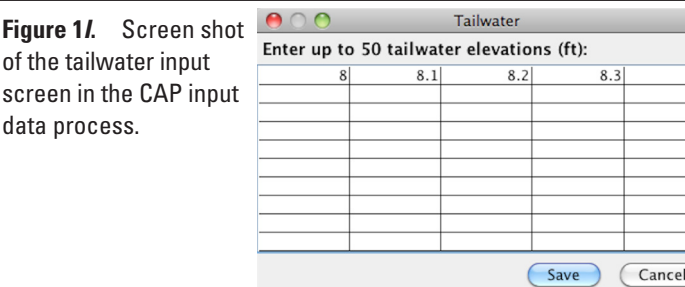 Figure 1I. Screen shot
of the tailwater input
screen in the CAP input
data process.
Tailwater
Enter up to 50 tailwater elevations (ft):
8 8.1 8.2 8.3
Save Cancel